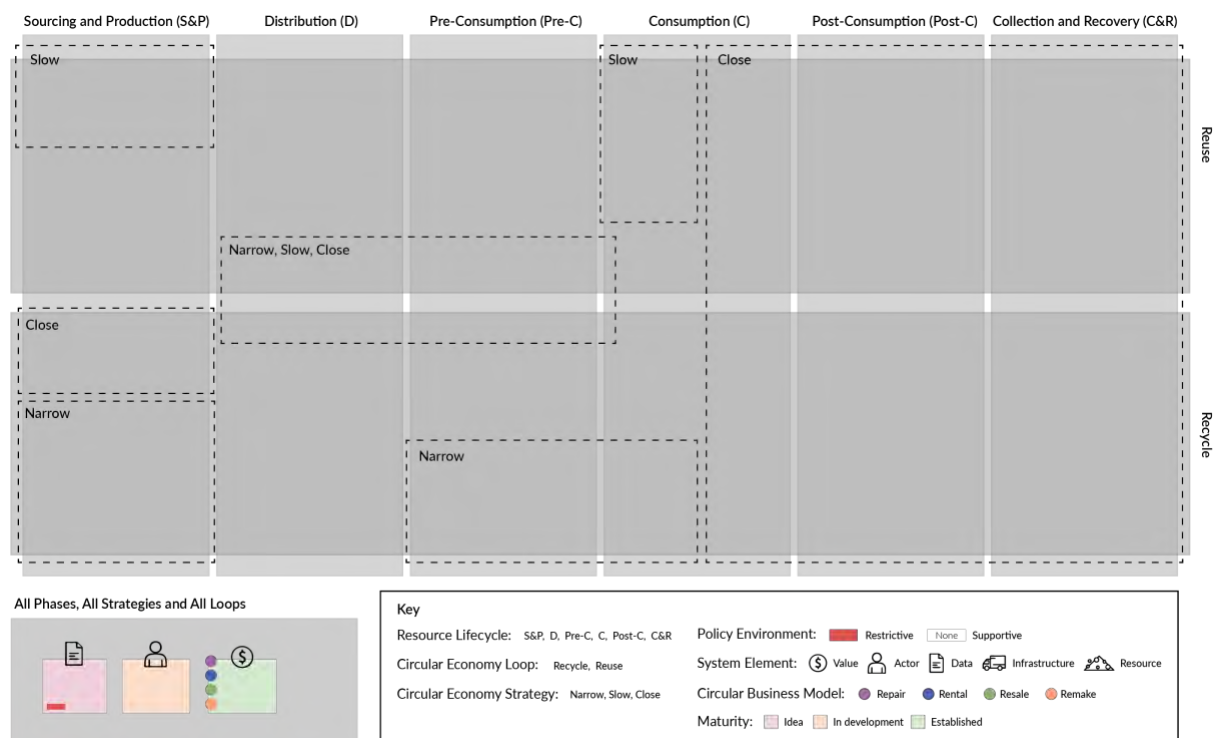 Sourcing and Production (S&P) Distribution (D) Pre-Consumption (Pre-C) Consumption (C) Post-Consumption (Post-C) Collection and Recovery (C&R)
Slow Slow Close
Reuse
Narrow, Slow, Close
Close
Narrow
Recycle
Narrow
All Phases, All Strategies and All Loops
Key
Resource Lifecycle: S&P, D, Pre-C, C, Post-C, C&R
Circular Economy Loop: Recycle, Reuse
Circular Economy Strategy: Narrow, Slow, Close
Policy Environment: Restrictive None Supportive
System Element: $ Value Actor Data Infrastructure Resource
Circular Business Model: Repair Rental Resale Remake
Maturity: Idea In development Established
$